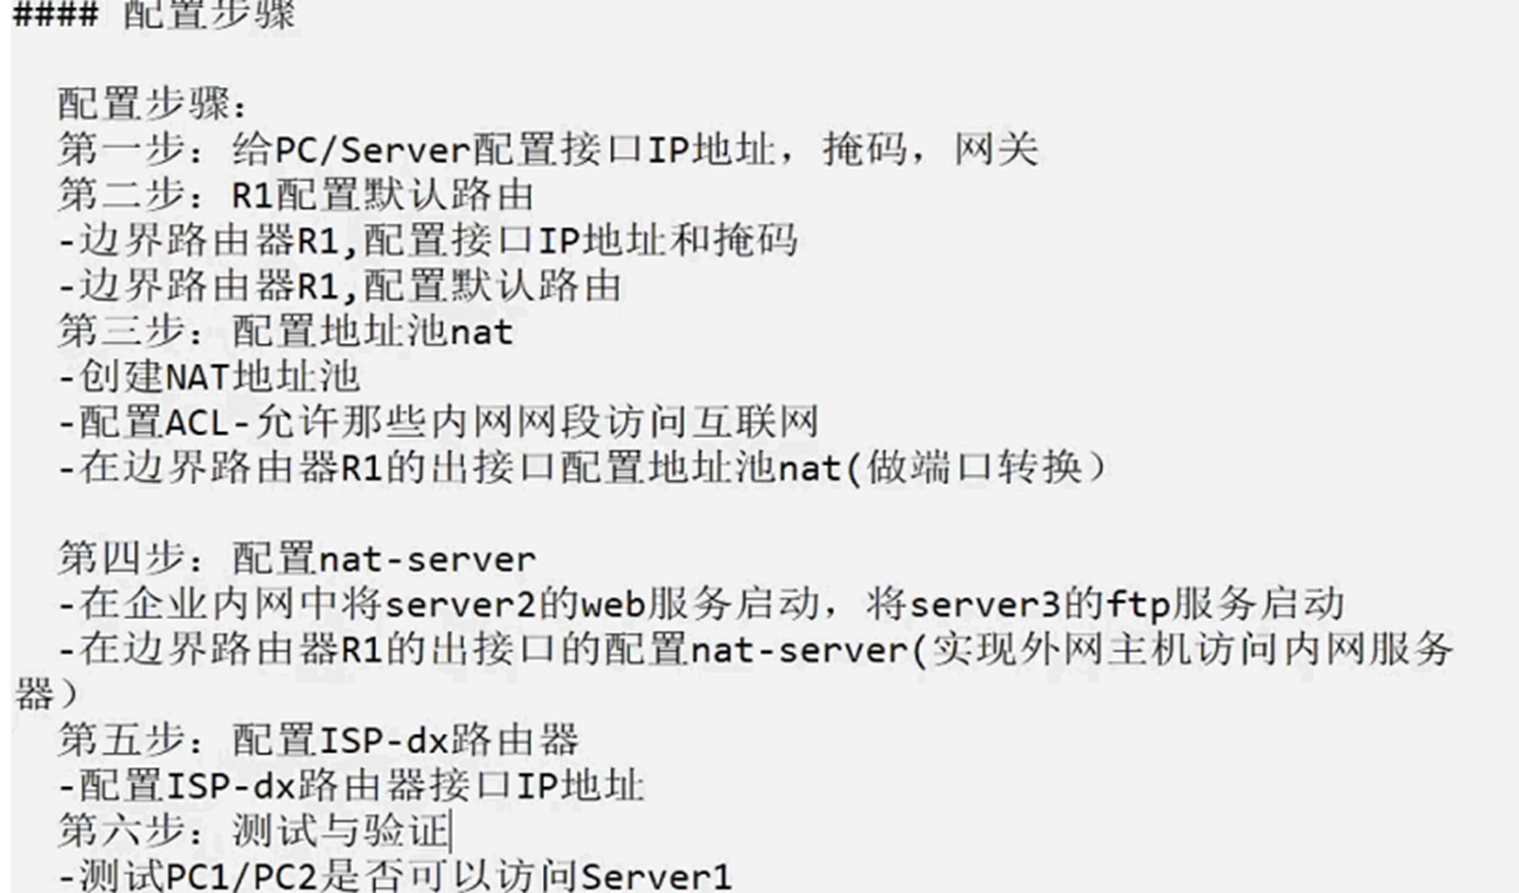 #### 配置步骤
配置步骤:
第一步：给PC/Server配置接口IP地址，掩码，网关
第二步：R1配置默认路由
-边界路由器R1,配置接口IP地址和掩码
-边界路由器R1,配置默认路由
第三步：配置地址池nat
-创建NAT地址池
-配置ACL-允许那些内网网段访问互联网
-在边界路由器R1的出接口配置地址池nat(做端口转换）
第四步：配置nat-server
-在企业内网中将server2的web服务启动，将server3的ftp服务启动
-在边界路由器R1的出接口的配置nat-server(实现外网主机访问内网服务
器）
第五步：配置ISP-dx路由器
-配置ISP-dx路由器接口IP地址
第六步：测试与验证
-测试PC1/PC2是否可以访问Server1